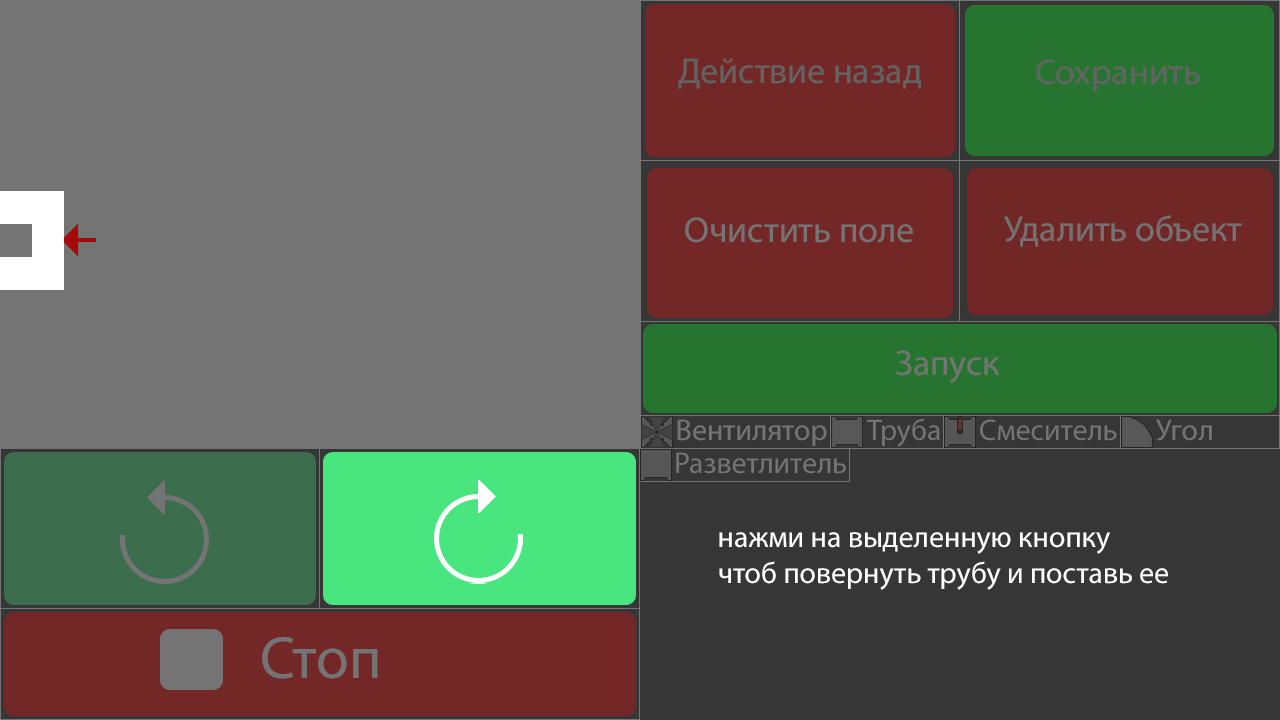 Действие назад
Сохранить
Очистить поле
Удалить объект
Запуск
Вентилятор
Труба
Смеситель
Угол
Разветлитель
нажми на выделенную кнопку
чтоб повернуть трубу и поставь ее
Стоп